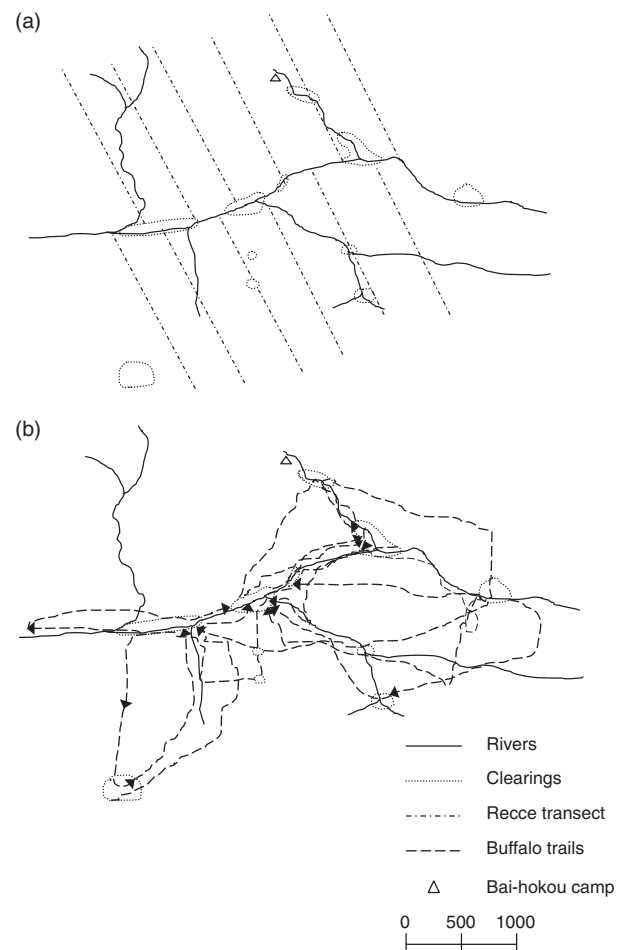 (a)
(b)
Rivers
Clearings
Recce transect
Buffalo trails
Bai-hokou camp
0 500 1000